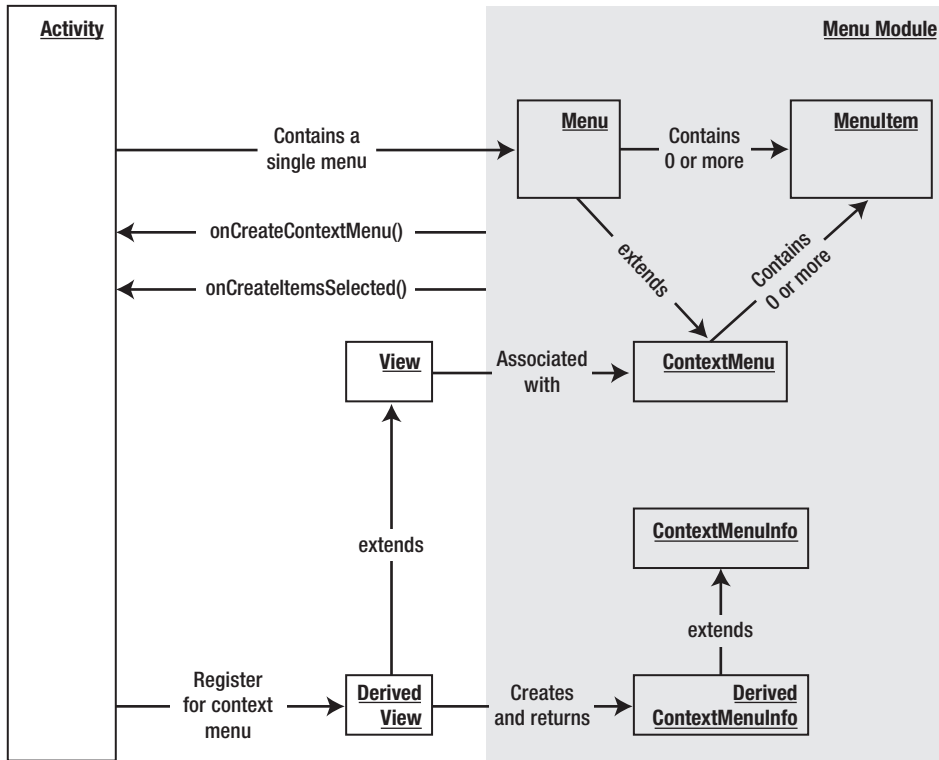 Activity
Menu Module
Menu
MenuItem
Contains a
single menu
Contains
0 or more
onCreateContextMenu()
extends
Contains
0 or more
onCreateItemsSelected()
View
Associated
with
ContextMenu
extends
ContextMenuInfo
extends
Register
for context
menu
Derived
View
Creates
and returns
Derived
ContextMenuInfo